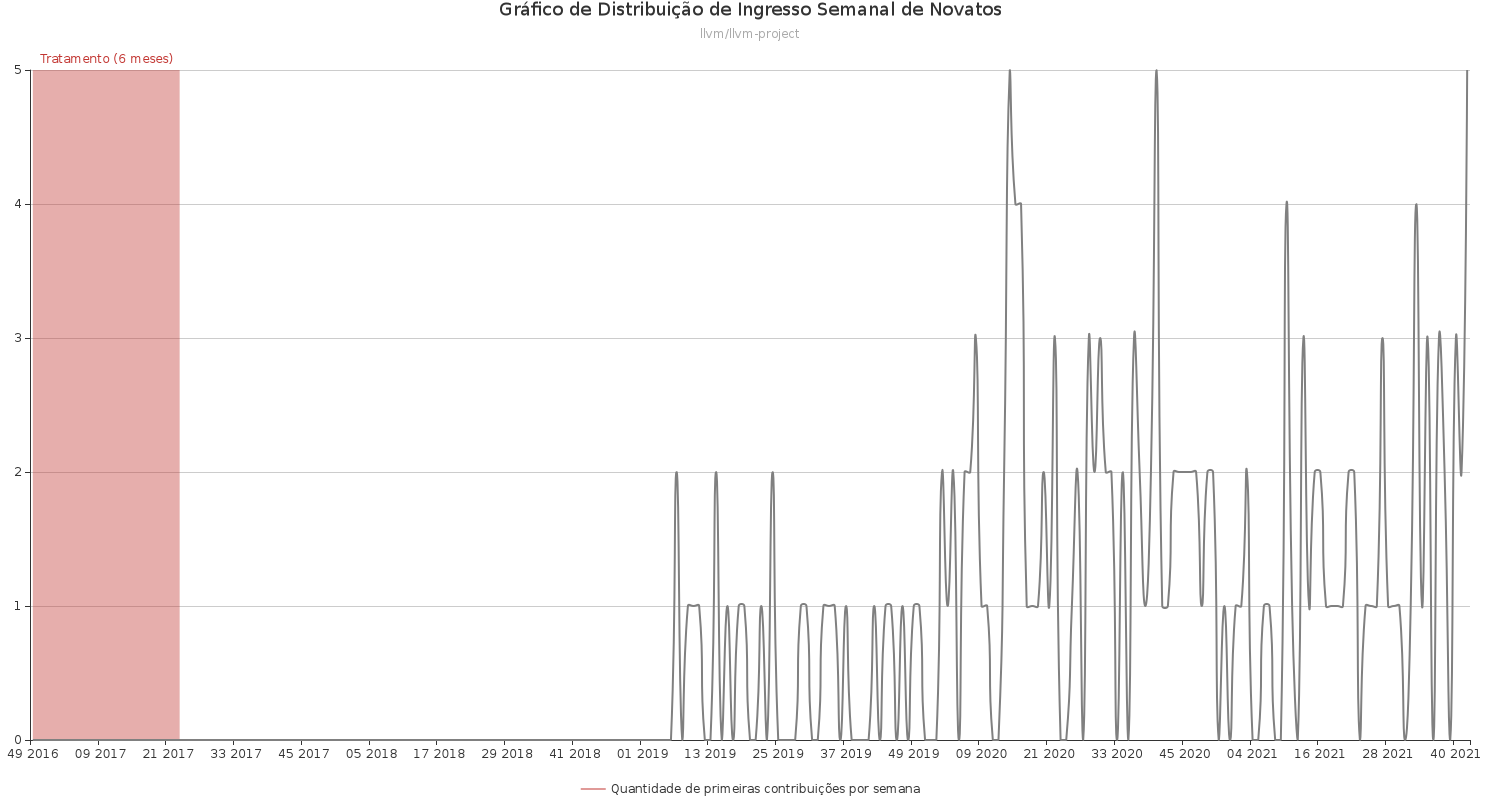 Gráfico de Distribuição de Ingresso Semanal de Novatos
llvm/llvm-project
Tratamento (6 meses)
5
4
3
2
1
0
49 2016 09 2017 21 2017 33 2017 45 2017 05 2018 17 2018 29 2018 41 2018 01 2019 13 2019 25 2019 37 2019 49 2019 09 2020 21 2020 33 2020 45 2020 04 2021 16 2021 28 2021 40 2021
Quantidade de primeiras contribuições por semana